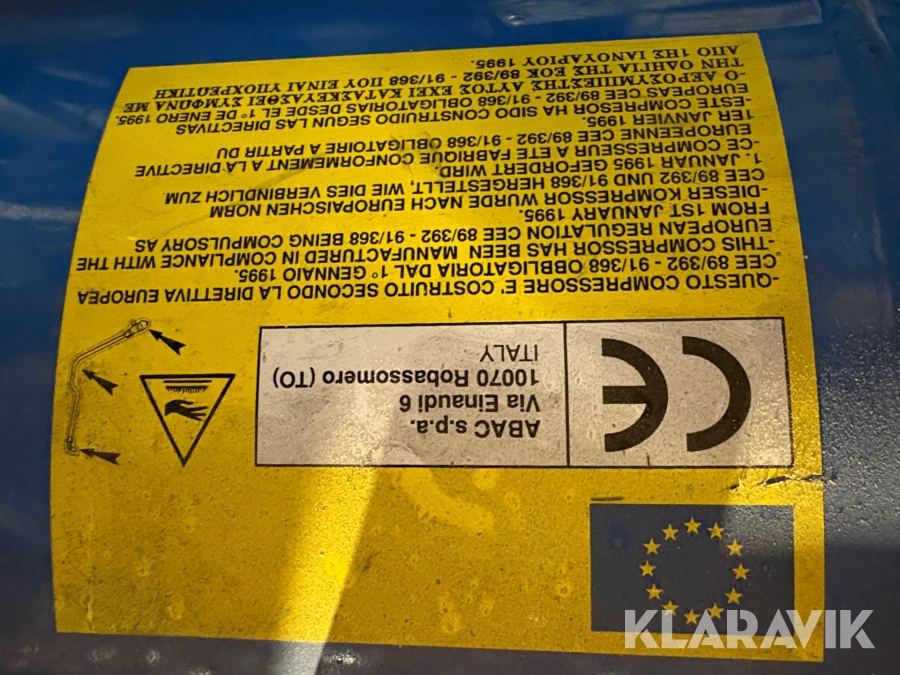 CE
ABAC s.p.a.
Via Einaudi 6
10070 Robassomero (TO)
ITALY
-QUESTO COMPRESSORE E' COSTRUITO SECONDO LA DIRETTIVA EUROPEA
CEE 89/392 - 91/368 OBBLIGATORIA DAL 1° GENNAIO 1995.
-THIS COMPRESSOR HAS BEEN MANUFACTURED IN COMPLIANCE WITH THE
EUROPEAN REGULATION CEE 89/392 - 91/368 BEING COMPULSORY AS
FROM 1ST JANUARY 1995.
-DIESER KOMPRESSOR WURDE NACH EUROPAISCHEN NORM
CEE 89/392 UND 91/368 HERGESTELLT, WIE DIES VERBINDLICH ZUM
1. JANUAR 1995 GEFORDERT WIRD.
-CE COMPRESSEUR A ETE FABRIQUE CONFORMEMENT A LA DIRECTIVE
EUROPEENNE CEE 89/392 - 91/368 OBLIGATOIRE A PARTIR DU
1ER JANVIER 1995.
-ESTE COMPRESOR HA SIDO CONSTRUIDO SEGUN LAS DIRECTIVAS
EUROPEAS CEE 89/392 - 91/368 OBLIGATORIAS DESDE EL 1° DE ENERO 1995.
-Ο ΑΕΡΟΣΥΜΠΙΕΣΤΗΣ ΑΥΤΟΣ ΕΧΕΙ ΚΑΤΑΣΚΕΥΑΣΘΕΙ ΣΥΜΦΩΝΑ ΜΕ
ΤΗΝ ΟΔΗΓΙΑ ΤΗΣ ΕΟΚ 89/392 - 91/368 ΠΟΥ ΕΙΝΑΙ ΥΠΟΧΡΕΩΤΙΚΗ
ΑΠΟ ΤΗΣ ΙΑΝΟΥΑΡΙΟΥ 1995.
KLARAVIK